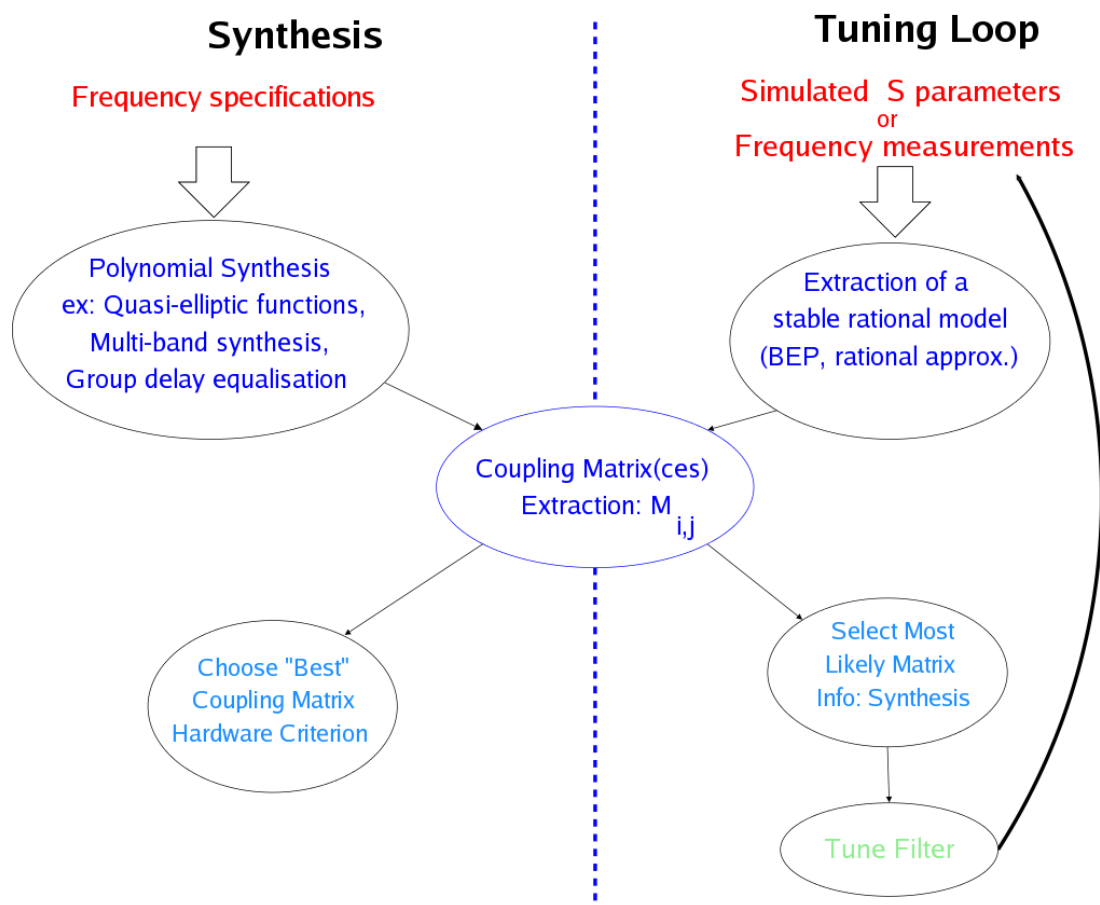 Synthesis
Frequency specifications
Polynomial Synthesis
ex: Quasi-elliptic functions,
Multi-band synthesis,
Group delay equalisation
Tuning Loop
Simulated S parameters
or
Frequency measurements
Extraction of a
stable rational model
(BEP, rational approx.)
Coupling Matrix(ces)
Extraction: M
i,j
Choose "Best"
Coupling Matrix
Hardware Criterion
Select Most
Likely Matrix
Info: Synthesis
Tune Filter